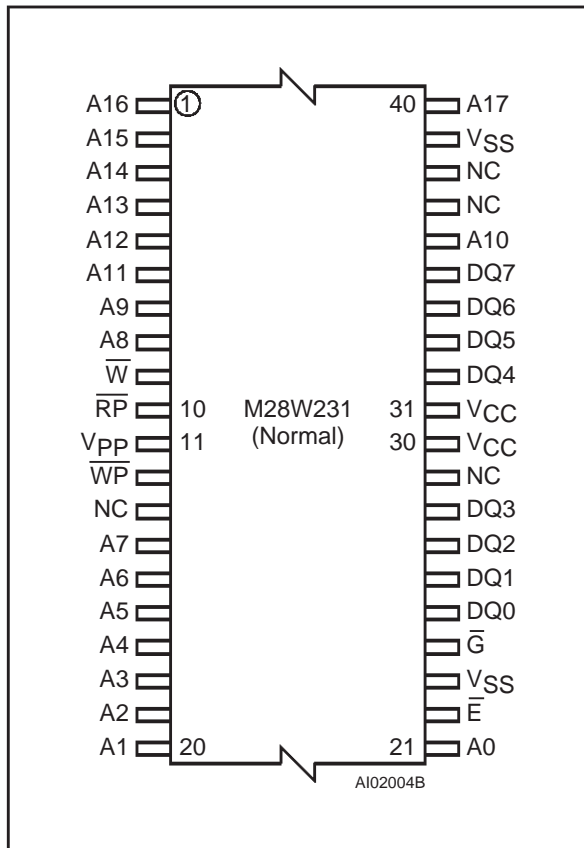 A16 1 40 A17
A15 VSS
A14 NC
A13 NC
A12 A10
A11 DQ7
A9 DQ6
A8 DQ5
W̅ DQ4
R̅P̅ 10 M28W231 31 VCC
VPP 11 (Normal) 30 VCC
W̅P̅ NC
NC DQ3
A7 DQ2
A6 DQ1
A5 DQ0
A4 G̅
A3 VSS
A2 E̅
A1 20 21 A0
AI02004B